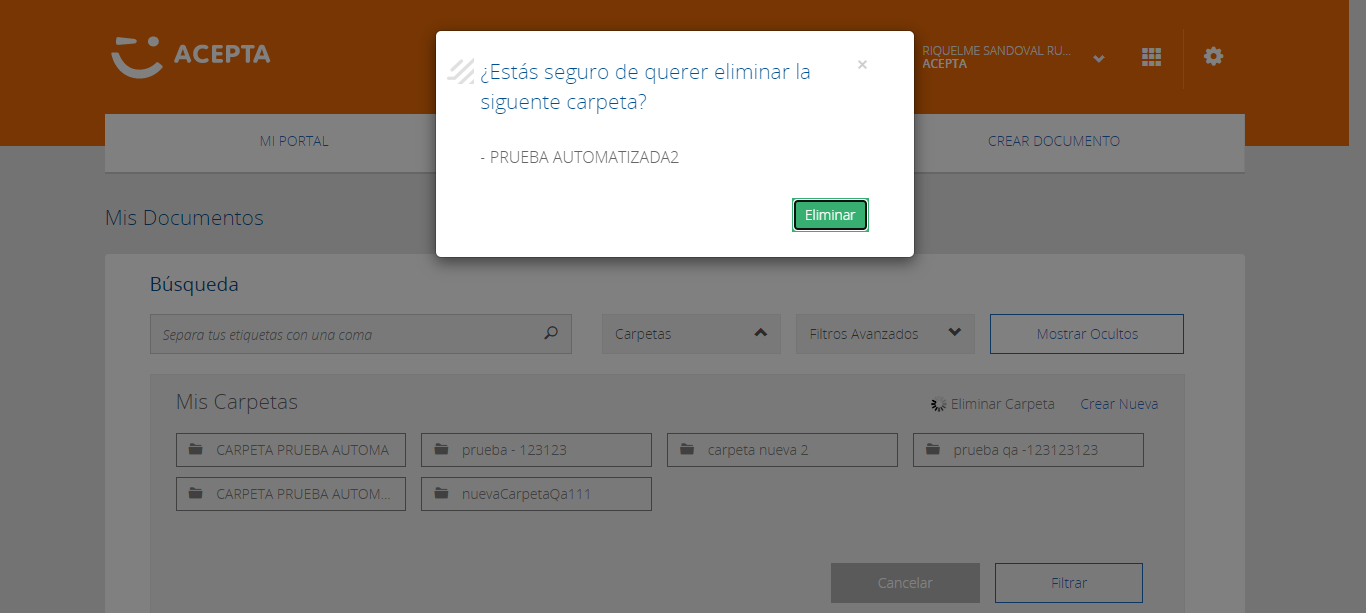 ACEPTA
RIQUELME SANDOVAL RU...
ACEPTA
¿Estás seguro de querer eliminar la
siguente carpeta?
×
- PRUEBA AUTOMATIZADA2
Eliminar
MI PORTAL
CREAR DOCUMENTO
Mis Documentos
Búsqueda
Separa tus etiquetas con una coma
Carpetas
Filtros Avanzados
Mostrar Ocultos
Mis Carpetas
Eliminar Carpeta
Crear Nueva
CARPETA PRUEBA AUTOMA
prueba - 123123
carpeta nueva 2
prueba qa -123123123
CARPETA PRUEBA AUTOM...
nuevaCarpetaQa111
Cancelar
Filtrar